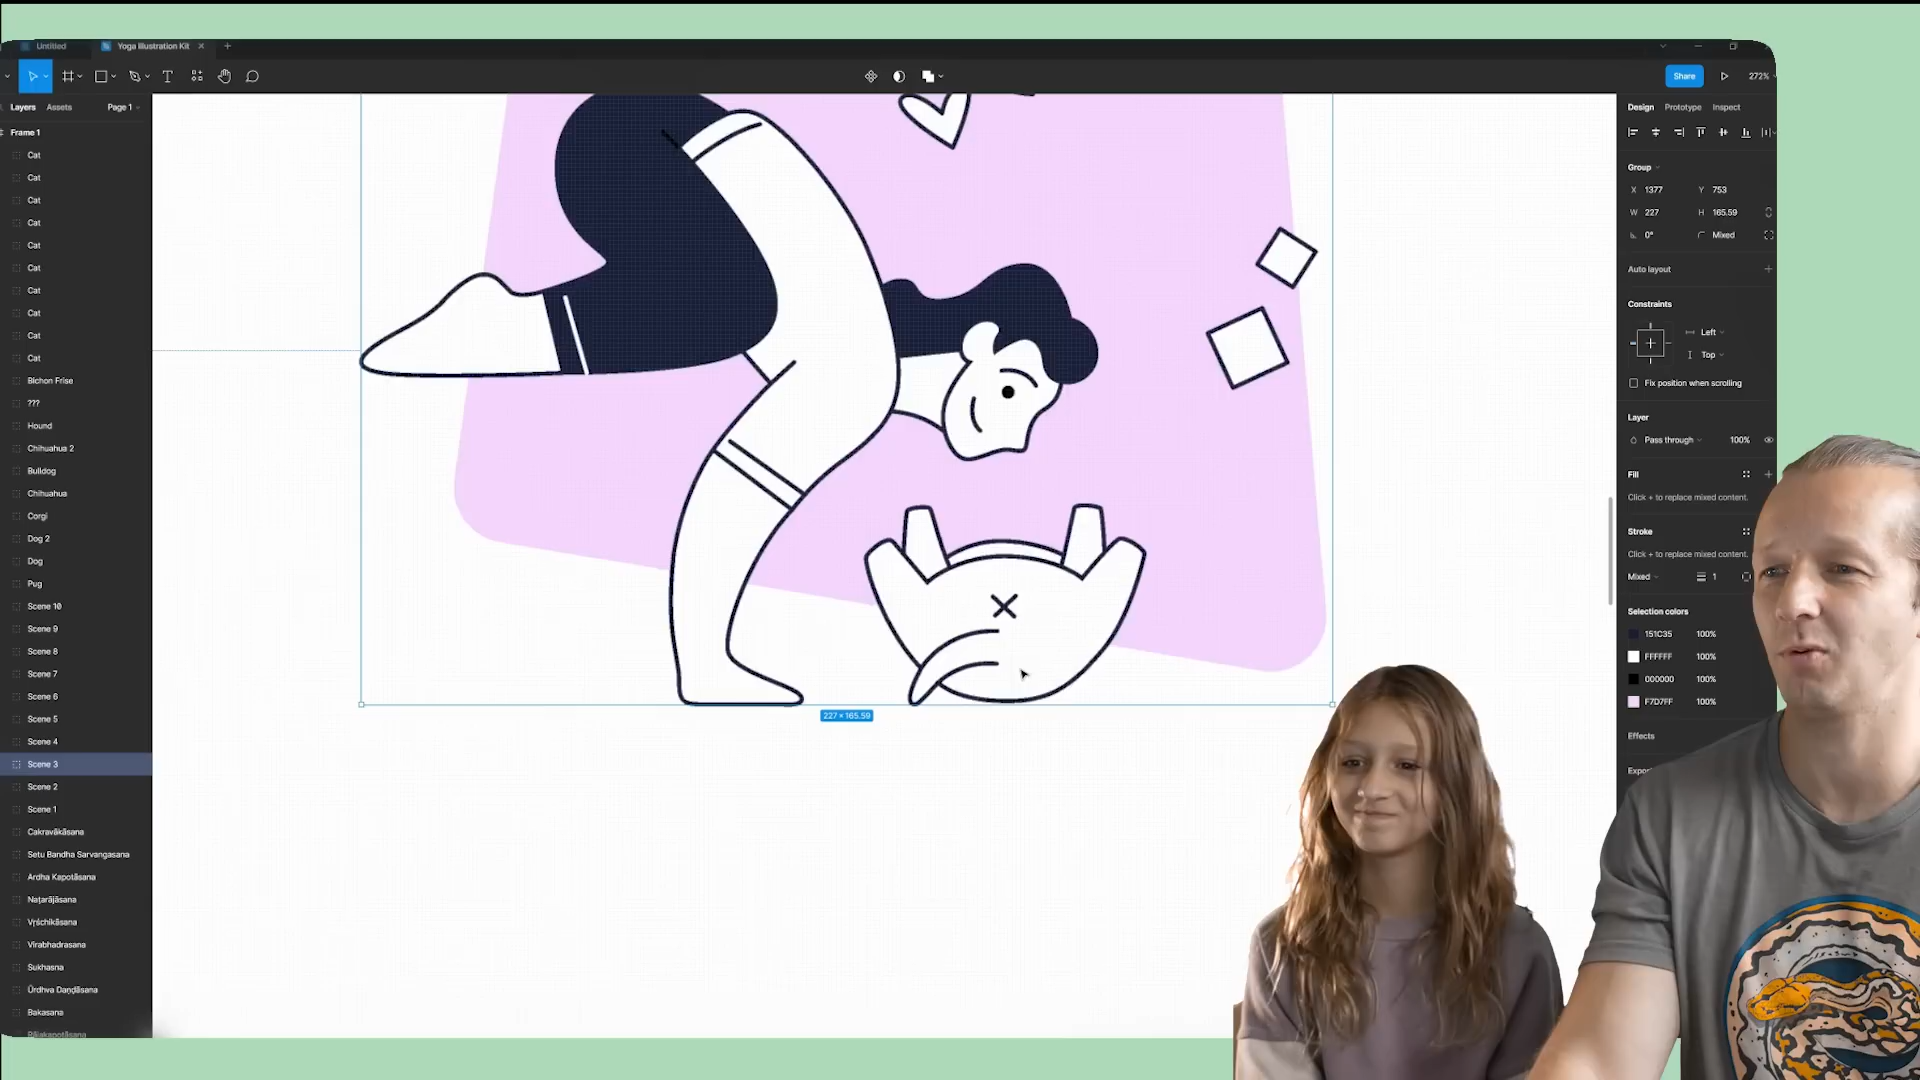 Untitled
Yoga Illustration Kit
Share
272%
Layers
Assets
Page 1
Design
Prototype
Inspect
Frame 1
Cat
Cat
Cat
Cat
Cat
Cat
Cat
Cat
Cat
Cat
Bichon Frise
???
Hound
Chihuahua 2
Bulldog
Chihuahua
Corgi
Dog 2
Dog
Pug
Scene 10
Scene 9
Scene 8
Scene 7
Scene 6
Scene 5
Scene 4
Scene 3
Scene 2
Scene 1
Cakravākāsana
Setu Bandha Sarvangasana
Ardha Kapotāsana
Naṭarājāsana
Vṛśchikāsana
Virabhadrasana
Sukhasna
Ūrdhva Daṇḍāsana
Bakasana
227 × 165.59
Group
X 1377 Y 753
W 227 H 165.59
0° Mixed
Auto layout
Constraints
Left
Top
Fix position when scrolling
Layer
Pass through 100%
Fill
Click + to replace mixed content.
Stroke
Click + to replace mixed content.
Mixed 1
Selection colors
151C35 100%
FFFFFF 100%
000000 100%
F7D7FF 100%
Effects